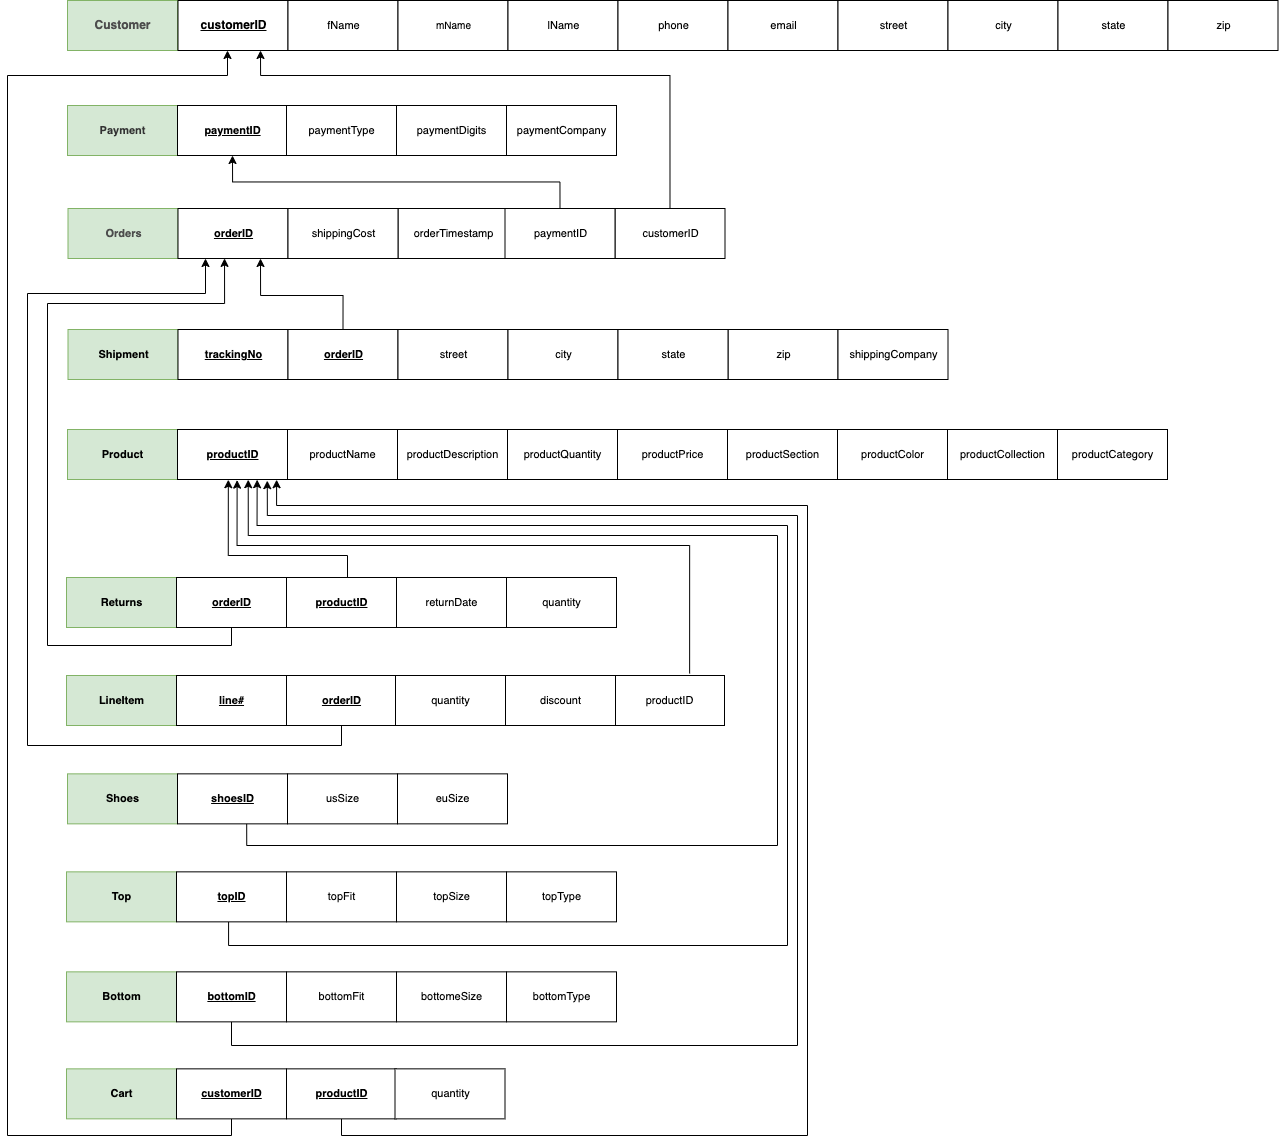 Customer customerID fName mName lName phone email street city state zip
Payment paymentID paymentType paymentDigits paymentCompany
Orders orderID shippingCost orderTimestamp paymentID customerID
Shipment trackingNo orderID street city state zip shippingCompany
Product productID productName productDescription productQuantity productPrice productSection productColor productCollection productCategory
Returns orderID productID returnDate quantity
LineItem line# orderID quantity discount productID
Shoes shoesID usSize euSize
Top topID topFit topSize topType
Bottom bottomID bottomFit bottomeSize bottomType
Cart customerID productID quantity